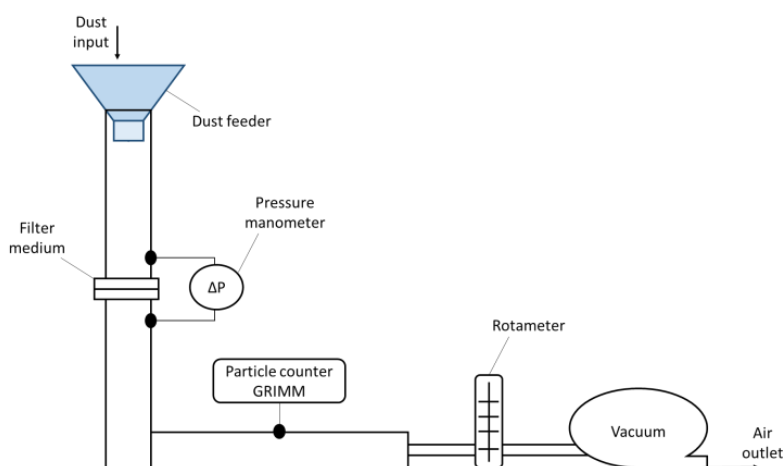 Dust
input
Dust feeder
Pressure
manometer
Filter
medium
ΔP
Rotameter
Particle counter
GRIMM
Vacuum
Air
outlet